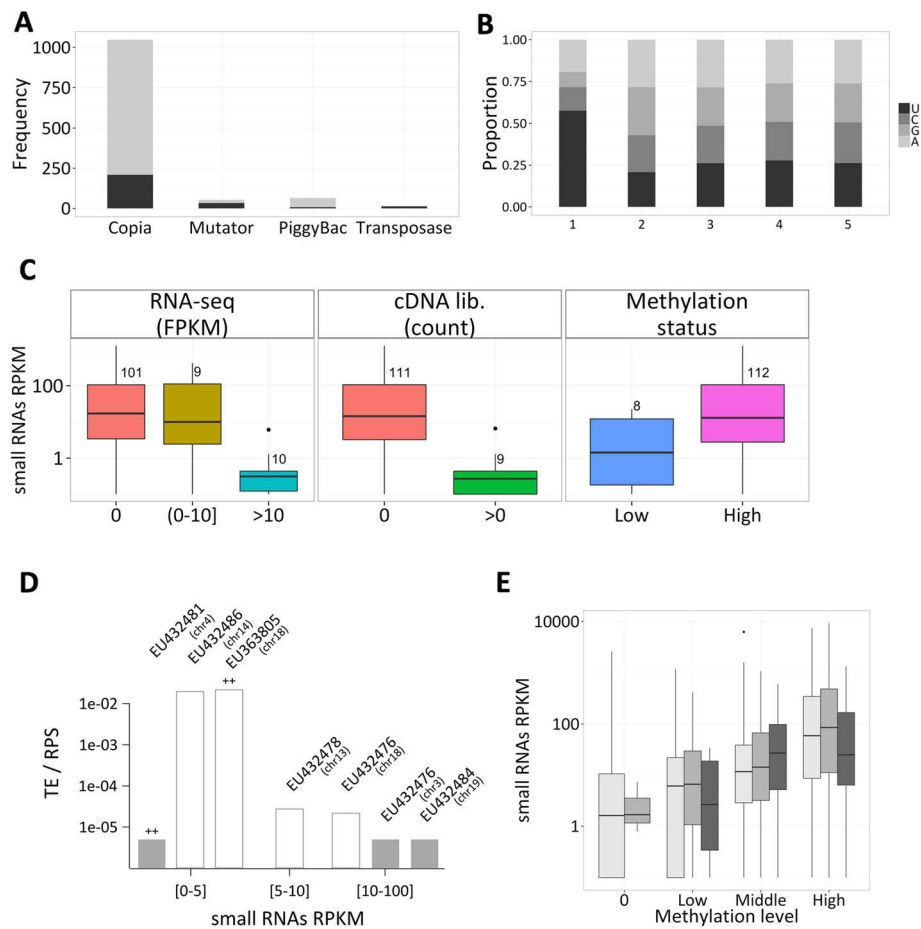 A
Frequency
1000
750
500
250
0
Copia Mutator PiggyBac Transposase
B
Proportion
1.00
0.75
0.50
0.25
0.00
1 2 3 4 5
U
C
G
A
C
RNA-seq
(FPKM)
cDNA lib.
(count)
Methylation
status
small RNAs RPKM
100
1
101
9
10
111
9
8
112
0 (0-10] >10
0 >0
Low High
D
EU432481
(chr4)
EU432486
(chr14)
EU363805
(chr18)
++
EU432478
(chr13)
EU432476
(chr18)
EU432476
(chr3)
EU432484
(chr19)
++
TE / RPS
1e-02
1e-03
1e-04
1e-05
[0-5] [5-10] [10-100]
small RNAs RPKM
E
small RNAs RPKM
10000
100
1
0 Low Middle High
Methylation level